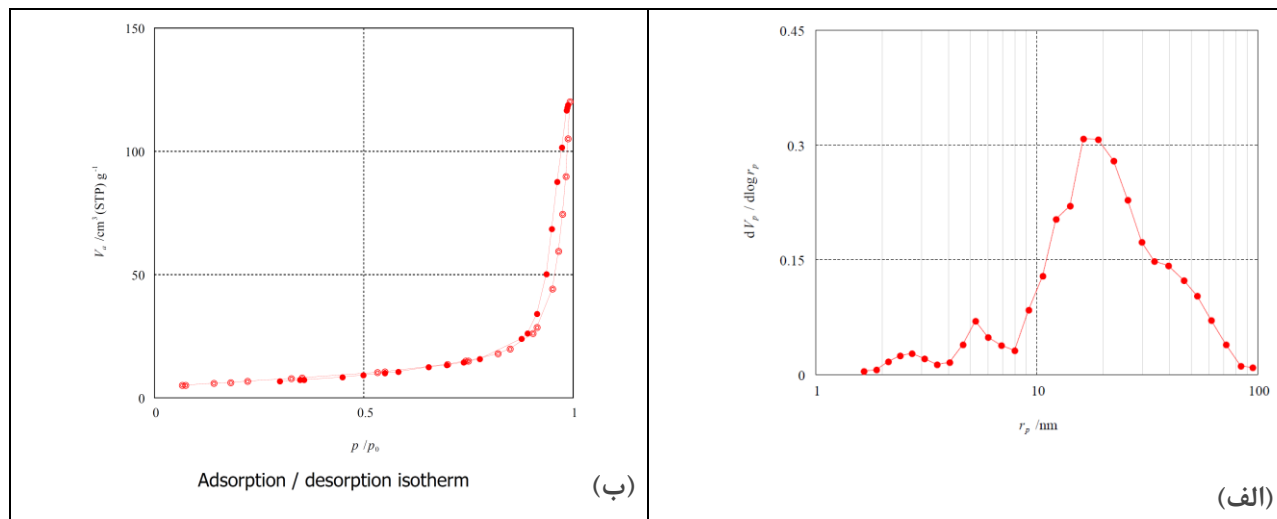 150
100
50
0
V_a /cm³ (STP) g⁻¹
0
0.5
1
p /p₀
Adsorption / desorption isotherm
(ب)
0.45
0.3
0.15
0
dV_p / dlog r_p
1
10
100
r_p /nm
(الف)